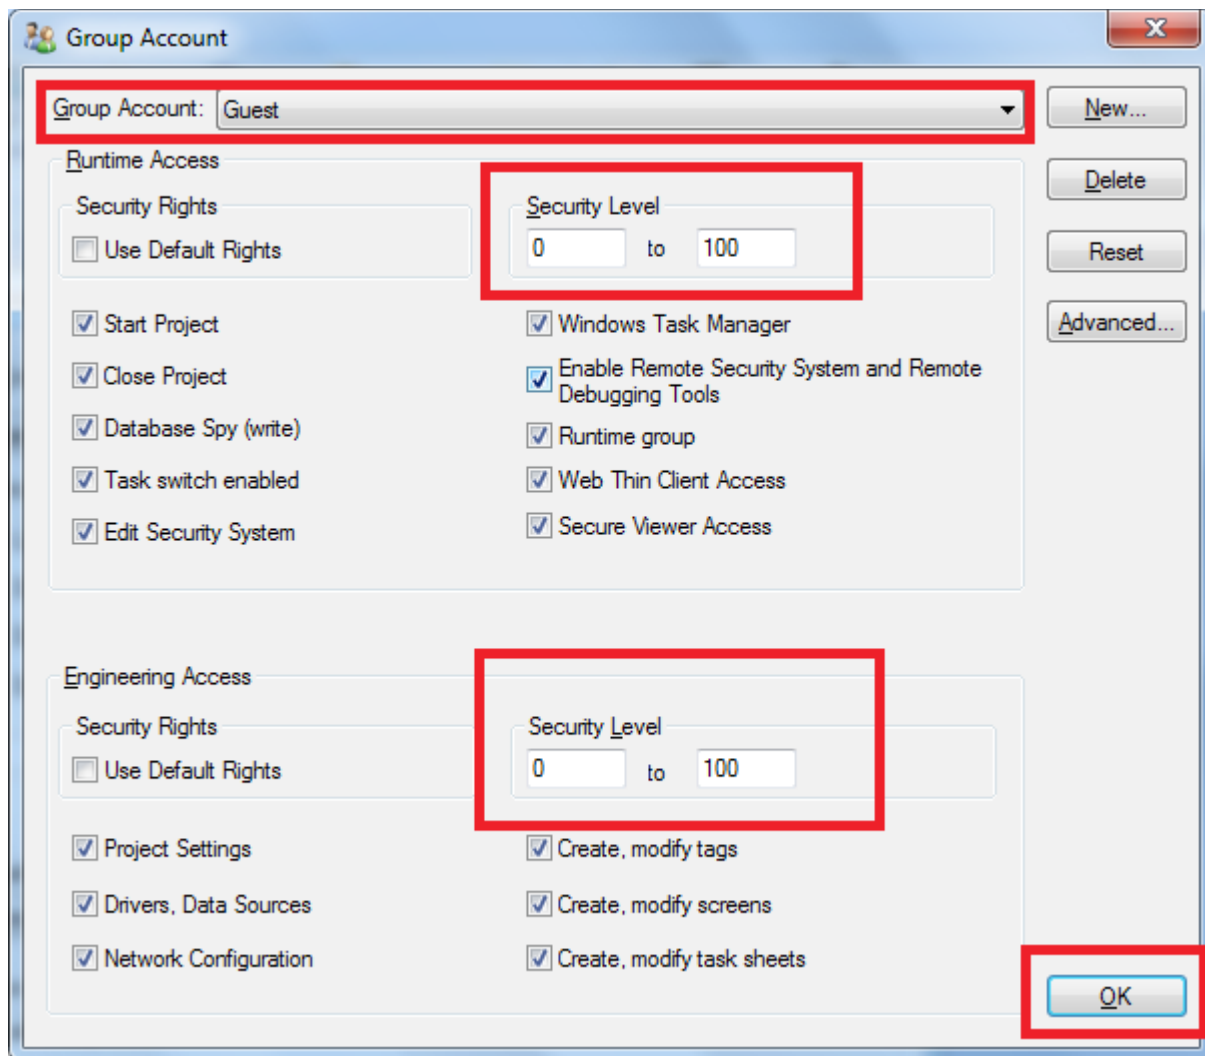 Group Account
Group Account: Guest
New...
Runtime Access
Security Rights
Security Level
Delete
Use Default Rights
0 to 100
Reset
Start Project
Windows Task Manager
Advanced...
Close Project
Enable Remote Security System and Remote
Debugging Tools
Database Spy (write)
Runtime group
Task switch enabled
Web Thin Client Access
Edit Security System
Secure Viewer Access
Engineering Access
Security Rights
Security Level
Use Default Rights
0 to 100
Project Settings
Create, modify tags
Drivers, Data Sources
Create, modify screens
Network Configuration
Create, modify task sheets
OK